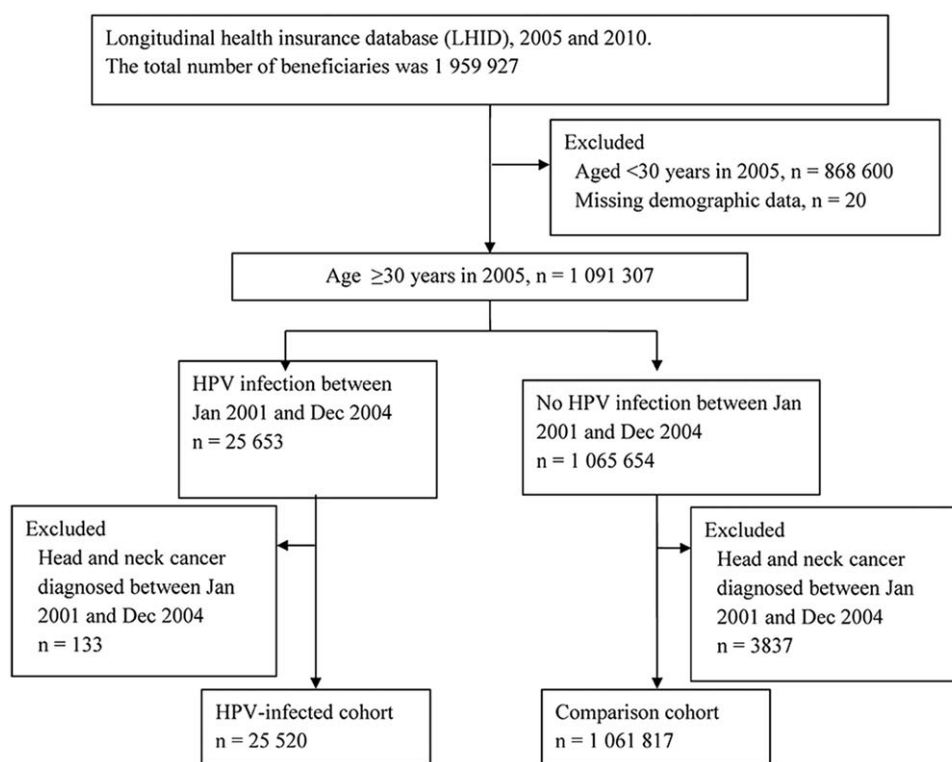 Longitudinal health insurance database (LHID), 2005 and 2010.
The total number of beneficiaries was 1 959 927
Excluded
Aged <30 years in 2005, n = 868 600
Missing demographic data, n = 20
Age ≥30 years in 2005, n = 1 091 307
HPV infection between
Jan 2001 and Dec 2004
n = 25 653
No HPV infection between Jan
2001 and Dec 2004
n = 1 065 654
Excluded
Head and neck cancer
diagnosed between Jan
2001 and Dec 2004
n = 133
Excluded
Head and neck cancer
diagnosed between Jan
2001 and Dec 2004
n = 3837
HPV-infected cohort
n = 25 520
Comparison cohort
n = 1 061 817